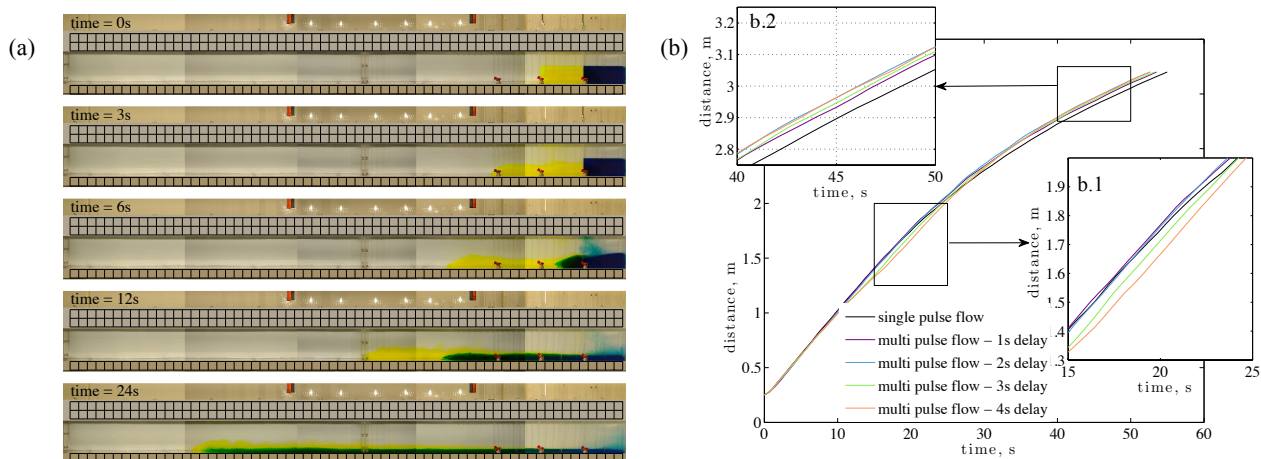 (a)
time = 0s
time = 3s
time = 6s
time = 12s
time = 24s
(b)
b.2
distance, m
3.1
3
2.9
2.8
40
45
50
time, s
b.1
distance, m
1.9
1.8
1.7
1.6
1.5
1.4
15
20
25
time, s
distance, m
2
1.5
1
0.5
0
0
10
20
30
40
50
60
time, s
single pulse flow
multi pulse flow – 1s delay
multi pulse flow – 2s delay
multi pulse flow – 3s delay
multi pulse flow – 4s delay